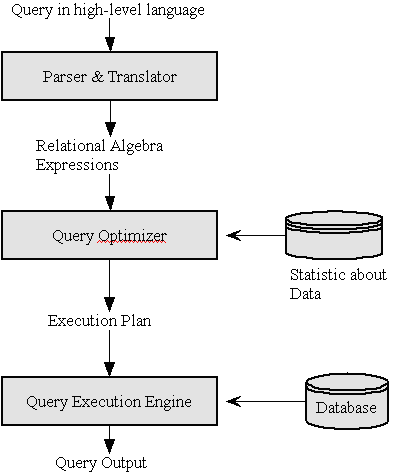 Query in high-level language
Parser & Translator
Relational Algebra
Expressions
Query Optimizer
Statistic about
Data
Execution Plan
Query Execution Engine
Database
Query Output